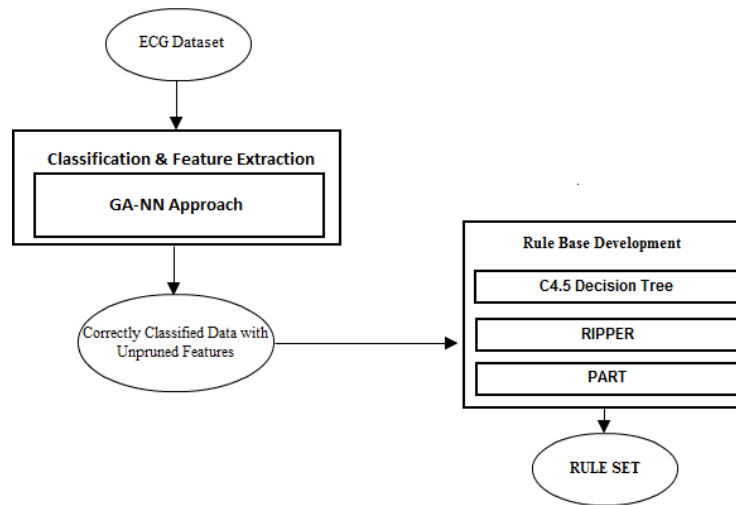 ECG Dataset
Classification & Feature Extraction
GA-NN Approach
Correctly Classified Data with
Unpruned Features
Rule Base Development
C4.5 Decision Tree
RIPPER
PART
RULE SET